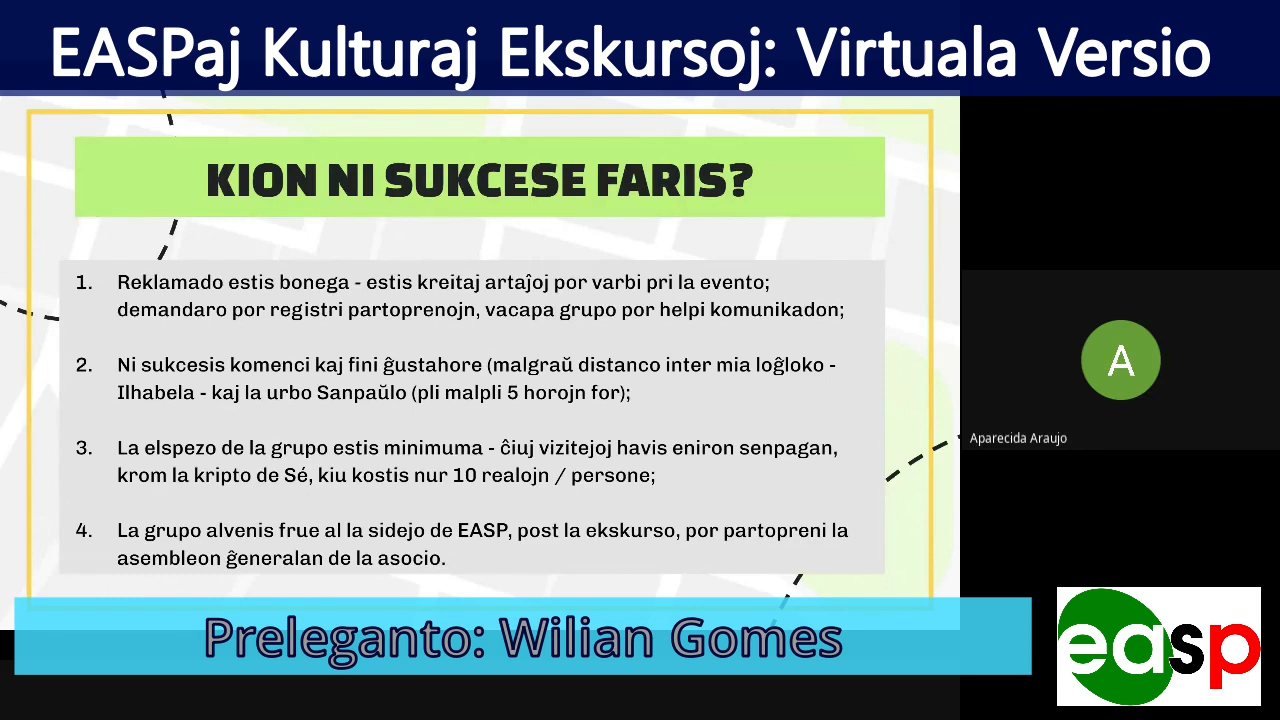 EASPaj Kulturaj Ekskursoj: Virtuala Versio
KION NI SUKCESE FARIS?
1. Reklamado estis bonega - estis kreitaj artaĵoj por varbi pri la evento;
demandaro por registri partoprenojn, vacapa grupo por helpi komunikadon;
2. Ni sukcesis komenci kaj fini ĝustahore (malgraŭ distanco inter mia loĝloko -
Ilhabela - kaj la urbo Sanpaŭlo (pli malpli 5 horojn for);
3. La elspezo de la grupo estis minimuma - ĉiuj vizitejoj havis eniron senpagan,
krom la kripto de Sé, kiu kostis nur 10 realojn / persone;
4. La grupo alvenis frue al la sidejo de EASP, post la ekskurso, por partopreni la
asembleon ĝeneralan de la asocio.
A
Aparecida Araujo
Preleganto: Wilian Gomes
easp